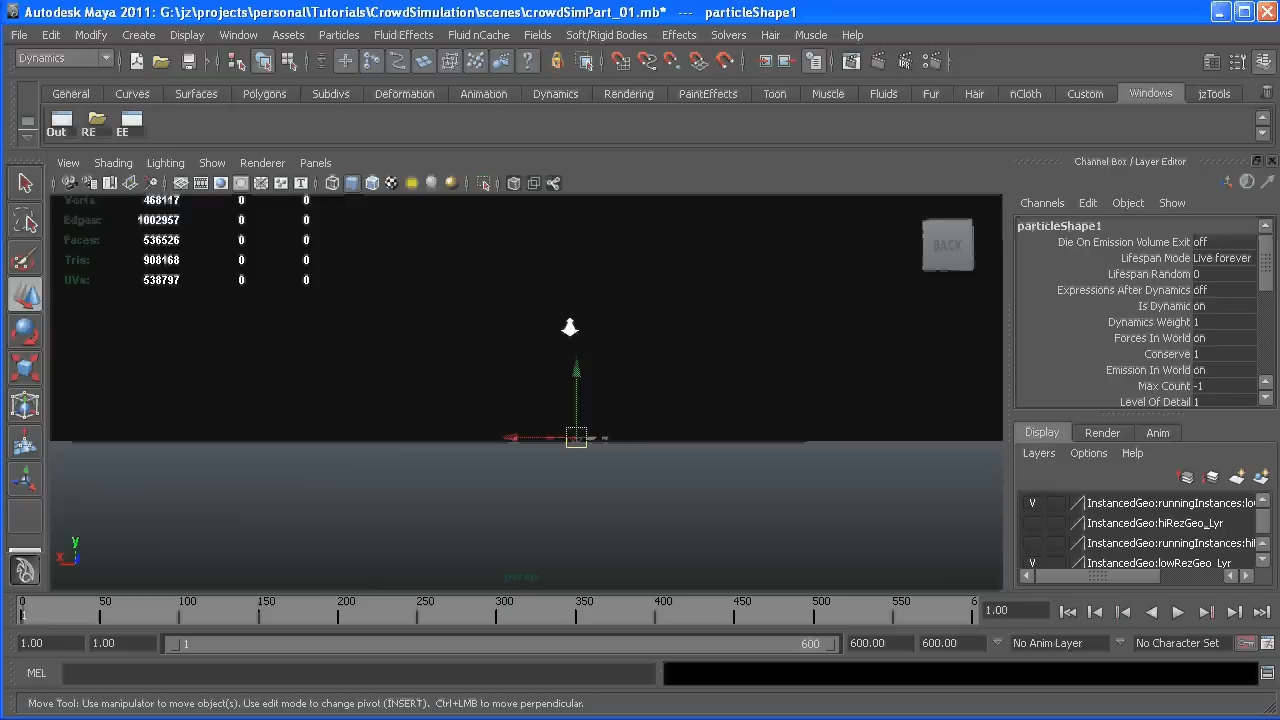 Autodesk Maya 2011: G:\jz\projects\personal\Tutorials\CrowdSimulation\scenes\crowdSimPart_01.mb* --- particleShape1
File Edit Modify Create Display Window Assets Particles Fluid Effects Fluid nCache Fields Soft/Rigid Bodies Effects Solvers Hair Muscle Help
Dynamics
General Curves Surfaces Polygons Subdivs Deformation Animation Dynamics Rendering PaintEffects Toon Muscle Fluids Fur Hair nCloth Custom Windows jzTools
Out RE EE
View Shading Lighting Show Renderer Panels
Channel Box / Layer Editor
Channels Edit Object Show
Verts: 468117 0 0
Edges: 1002957 0 0
Faces: 536526 0 0
Tris: 908168 0 0
UVs: 538797 0 0
BACK
particleShape1
Die On Emission Volume Exit off
Lifespan Mode Live forever
Lifespan Random 0
Expressions After Dynamics off
Is Dynamic on
Dynamics Weight 1
Forces In World on
Conserve 1
Emission In World on
Max Count -1
Level Of Detail 1
Display Render Anim
Layers Options Help
V InstancedGeo:runningInstances:lo
InstancedGeo:hiRezGeo_Lyr
InstancedGeo:runningInstances:hi
V InstancedGeo:lowRezGeo_Lyr
y
x
persp
0 50 100 150 200 250 300 350 400 450 500 550 6
1
1.00
1.00 1.00 1 600 600.00 600.00 No Anim Layer No Character Set
MEL
Move Tool: Use manipulator to move object(s). Use edit mode to change pivot (INSERT). Ctrl+LMB to move perpendicular.